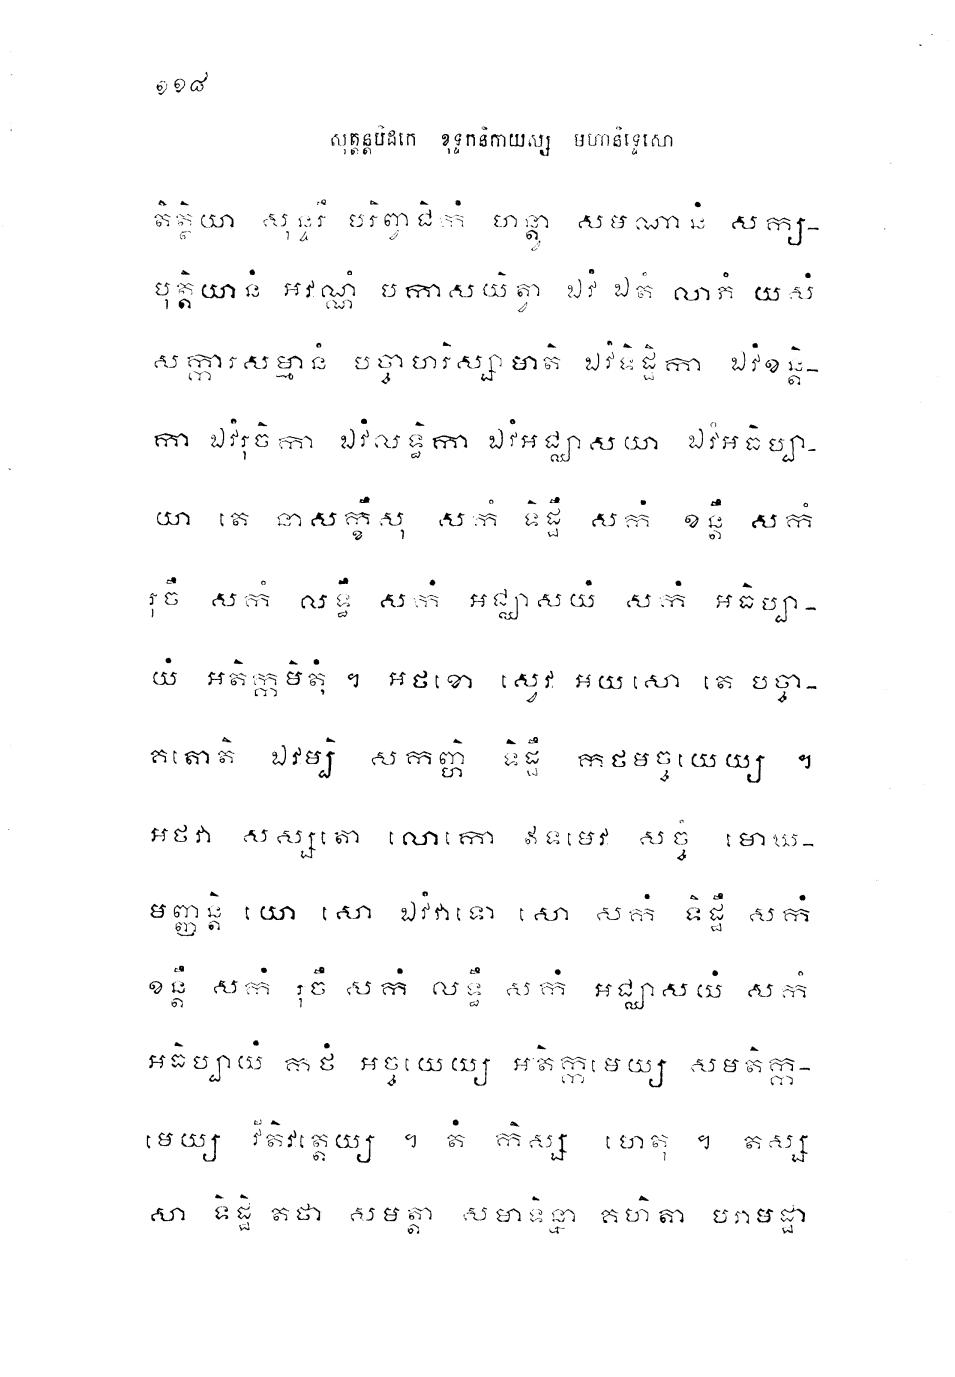 ១១៨
សុត្តន្តបិដកេ ខុទ្ទកនិកាយស្ស មហានិទ្ទេសោ
តិត្ថិយា សុន្ទរឹ បរិព្វាជិកំ ហន្ត្វា សមណានំ សក្យ-
បុត្តិយានំ អវណ្ណំ បកាសយិត្វា ឯវំ ឯតំ លាភំ យសំ
សក្ការសម្មានំ បច្ចាហរិស្សាមាតិ ឯវំទិដ្ឋិកា ឯវំខន្តិ-
កា ឯវំរុចិកា ឯវំលទ្ធិកា ឯវំអជ្ឈាសយា ឯវំអធិប្បា-
យា តេ នាសក្ខឹសុ សកំ ទិដ្ឋឹ សកំ ខន្តឹ សកំ
រុចឹ សកំ លទ្ធឹ សកំ អជ្ឈាសយំ សកំ អធិប្បា-
យំ អតិក្កមិតុំ ។ អថខោ ស្វេវ អយសោ តេ បច្ចា-
គតោតិ ឯវម្បិ សកញ្ហិ ទិដ្ឋឹ កថមច្ចយេយ្យ ។
អថវា សស្សតោ លោកោ ឥទមេវ សច្ចំ មោឃ-
មញ្ញន្តិ យោ សោ ឯវំវាទោ សោ សកំ ទិដ្ឋឹ សកំ
ខន្តឹ សកំ រុចឹ សកំ លទ្ធឹ សកំ អជ្ឈាសយំ សកំ
អធិប្បាយំ កថំ អច្ចយេយ្យ អតិក្កមេយ្យ សមតិក្ក-
មេយ្យ វីតិវត្តេយ្យ ។ តំ កិស្ស ហេតុ ។ តស្ស
សា ទិដ្ឋិ តថា សមត្តា សមាទិន្នា គហិតា បរាមដ្ឋា